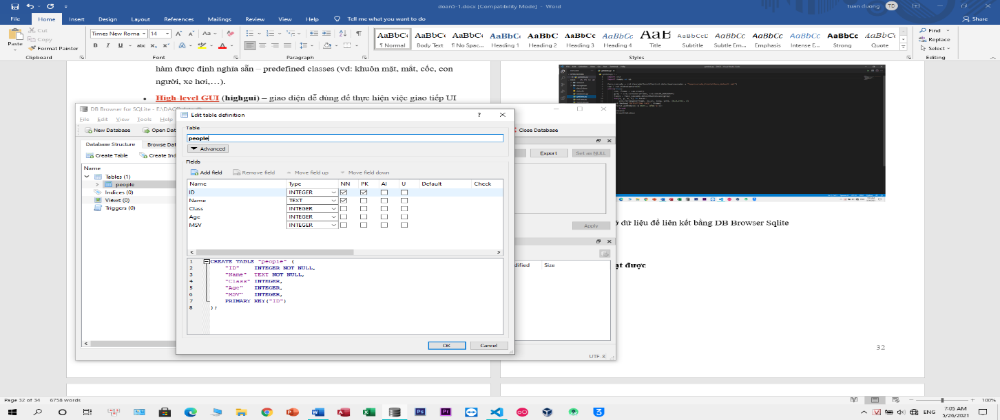 doan5-1.docx [Compatibility Mode] - Word
tuan duong TD
File Home Insert Design Layout References Mailings Review View Help Tell me what you want to do Share
Paste Cut Copy Format Painter
Times New Roma 14 Aa
B I U abc x₂ x² A
AaBbCc AaBbCc AaBbCc AaBbCc AaBbC AaBbCc AaBbCc AaB AaBbCcD AaBbCc AaBbCc AaBbCc AaBbCc AaBbCc
¶ Normal Body Text ¶ No Spac... Heading 1 Heading 2 Heading 3 Heading 4 Title Subtitle Subtle Em... Emphasis Intense E... Strong Quote
Find Replace Select
Clipboard Font Paragraph Styles Editing
hàm được định nghĩa sẵn – predefined classes (vd: khuôn mặt, mắt, cốc, con
người, xe hơi,…).
• High-level GUI (highgui) – giao diện dễ dùng để thực hiện việc giao tiếp UI
DB Browser for SQLite - E:\DAC
File Edit View Tools Help
New Database Open Dat Close Database
Database Structure Browse Dat
Create Table Create Ind
Name
Tables (1)
people
Indices (0)
Views (0)
Triggers (0)
Edit table definition ?
Table
people
Advanced
Fields
Add field Remove field Move field up Move field down
Name Type NN PK AI U Default Check
ID INTEGER
Name TEXT
Class INTEGER
Age INTEGER
MSV INTEGER
1 CREATE TABLE "people" (
2 "ID" INTEGER NOT NULL,
3 "Name" TEXT NOT NULL,
4 "Class" INTEGER,
5 "Age" INTEGER,
6 "MSV" INTEGER,
7 PRIMARY KEY("ID")
8 );
OK Cancel
Export Set as NULL
Apply
dified Size
UTF-8
dữ liệu để liên kết bằng DB Browser Sqlite
ạt được
32
Page 32 of 34 6758 words
100%
ENG 7:05 AM
5/26/2021